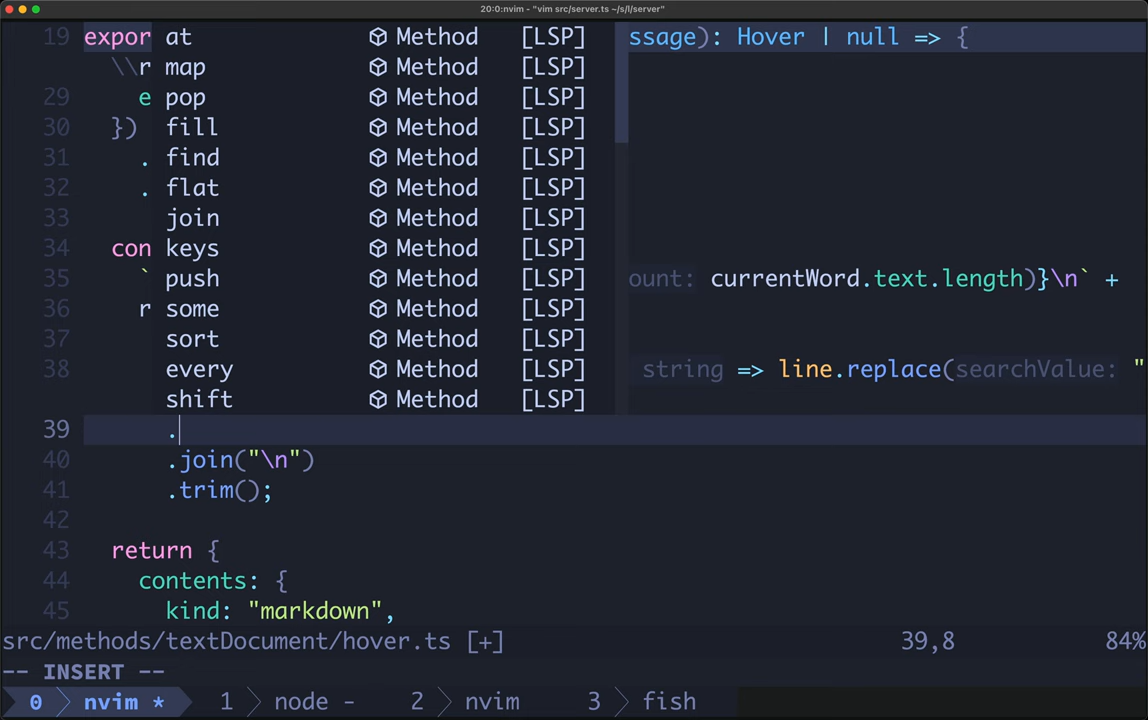 20:0:nvim - "vim src/server.ts ~/s/l/server"
19 expor at Method [LSP] ssage): Hover | null => {
\\r map Method [LSP]
29 e pop Method [LSP]
30 }) fill Method [LSP]
31 . find Method [LSP]
32 . flat Method [LSP]
33 join Method [LSP]
34 con keys Method [LSP]
35 ` push Method [LSP] ount: currentWord.text.length)}\n` +
36 r some Method [LSP]
37 sort Method [LSP]
38 every Method [LSP] string => line.replace(searchValue: "
shift Method [LSP]
39 .
40 .join("\n")
41 .trim();
42
43 return {
44 contents: {
45 kind: "markdown",
src/methods/textDocument/hover.ts [+] 39,8 84%
-- INSERT --
0 nvim * 1 node - 2 nvim 3 fish